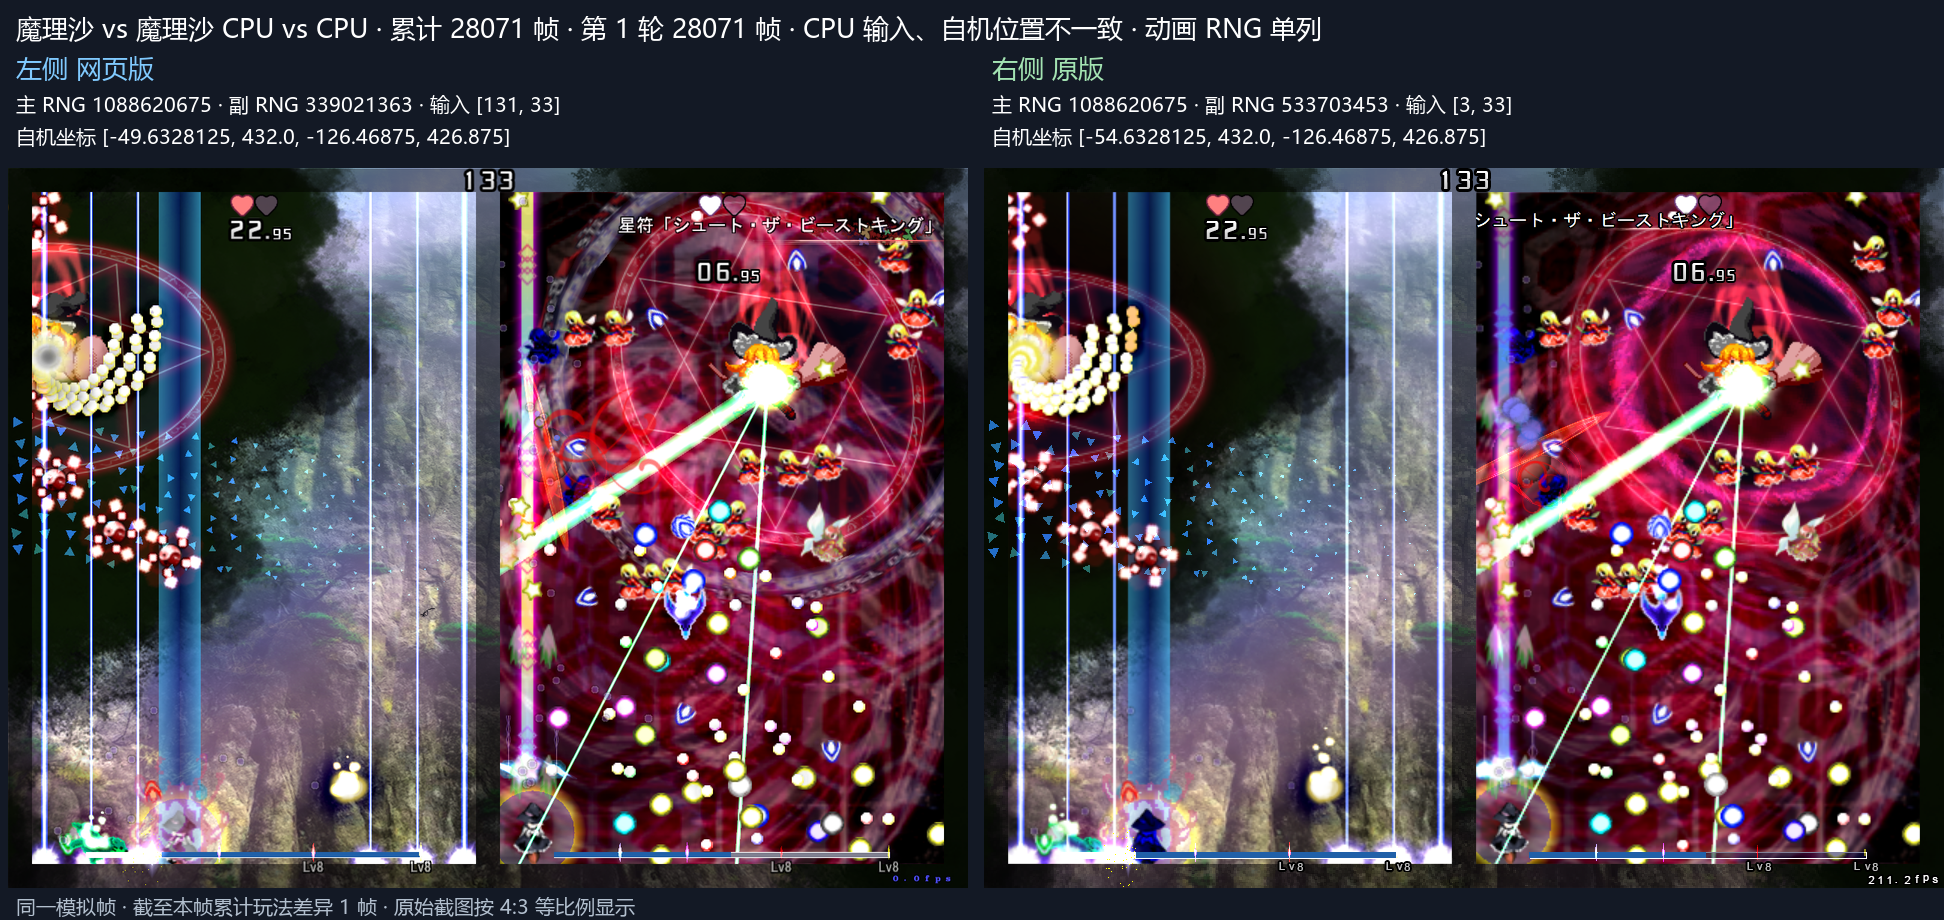 魔理沙 vs 魔理沙 CPU vs CPU · 累计 28071 帧 · 第 1 轮 28071 帧 · CPU 输入、自机位置不一致 · 动画 RNG 单列
左侧 网页版
主 RNG 1088620675 · 副 RNG 339021363 · 输入 [131, 33]
自机坐标 [-49.6328125, 432.0, -126.46875, 426.875]
右侧 原版
主 RNG 1088620675 · 副 RNG 533703453 · 输入 [3, 33]
自机坐标 [-54.6328125, 432.0, -126.46875, 426.875]
133
22.95
星符「シュート・ザ・ビーストキング」
06.95
Lv8
Lv8
Lv8
Lv8
0.0fps
133
22.95
シュート・ザ・ビーストキング」
06.95
Lv8
Lv8
Lv8
Lv8
211.2fps
同一模拟帧 · 截至本帧累计玩法差异 1 帧 · 原始截图按 4:3 等比例显示